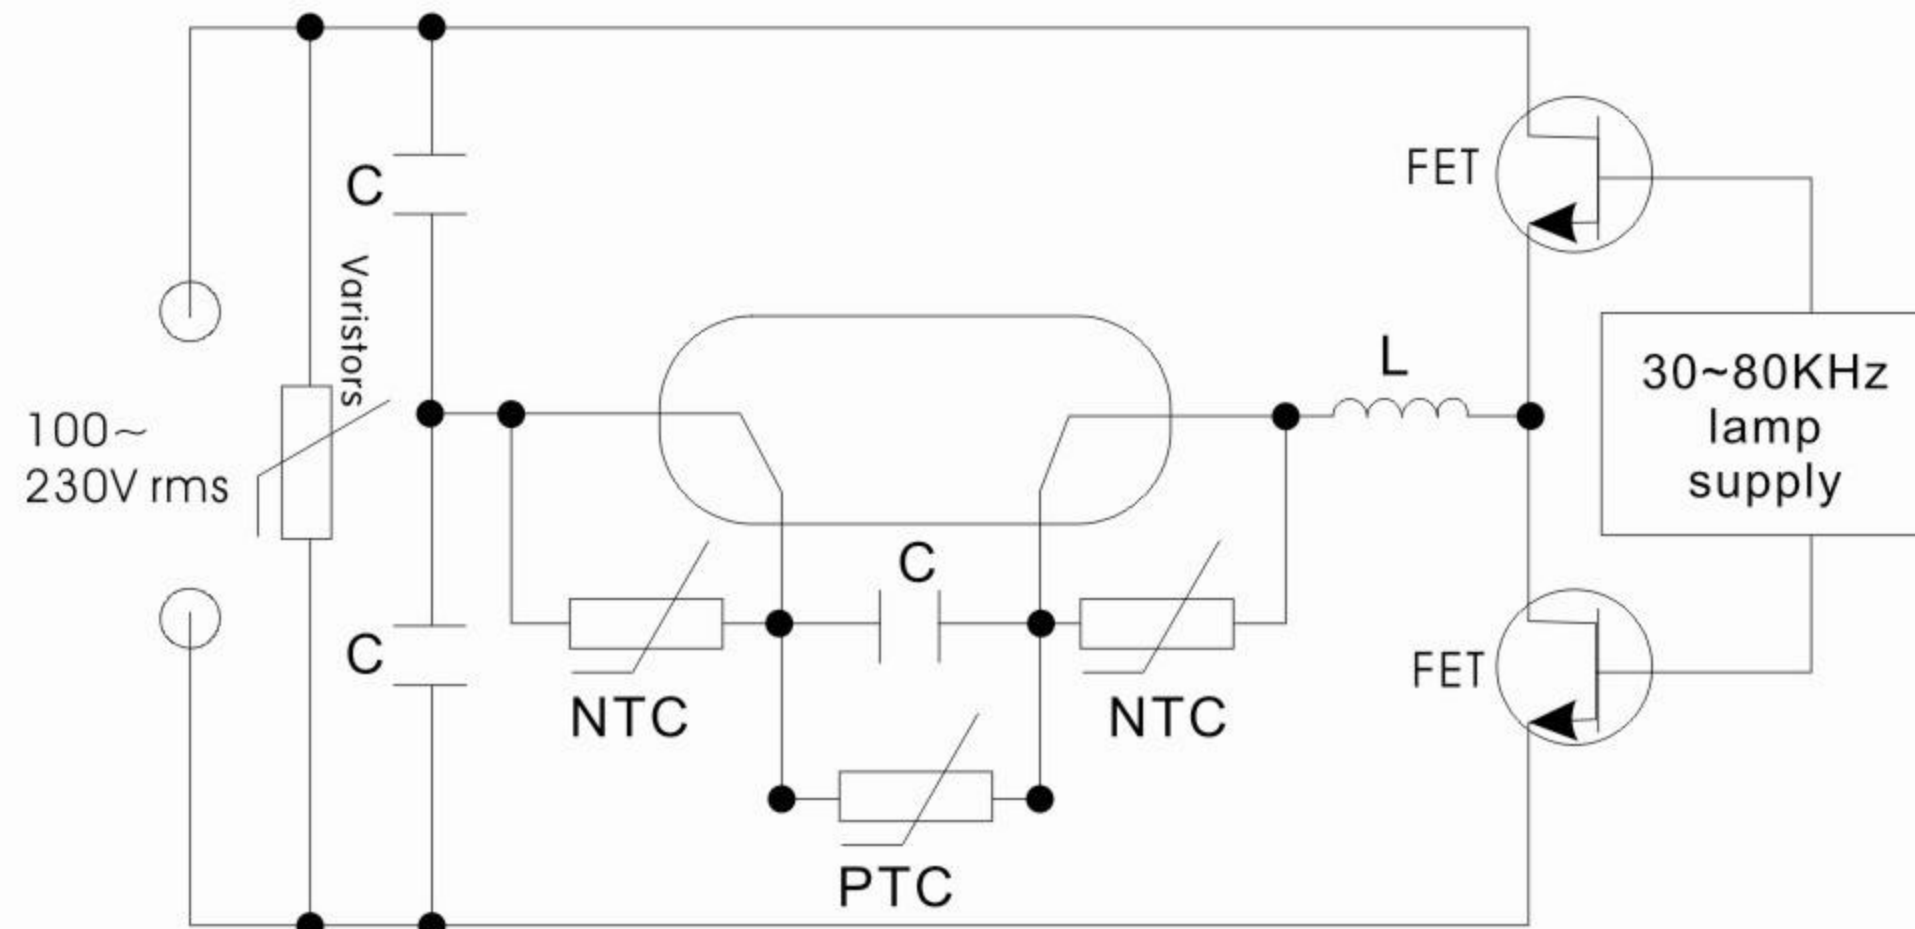 FET
C
Varistors
L
30~80KHz
lamp
supply
100~
230V rms
C
C
FET
NTC
NTC
PTC